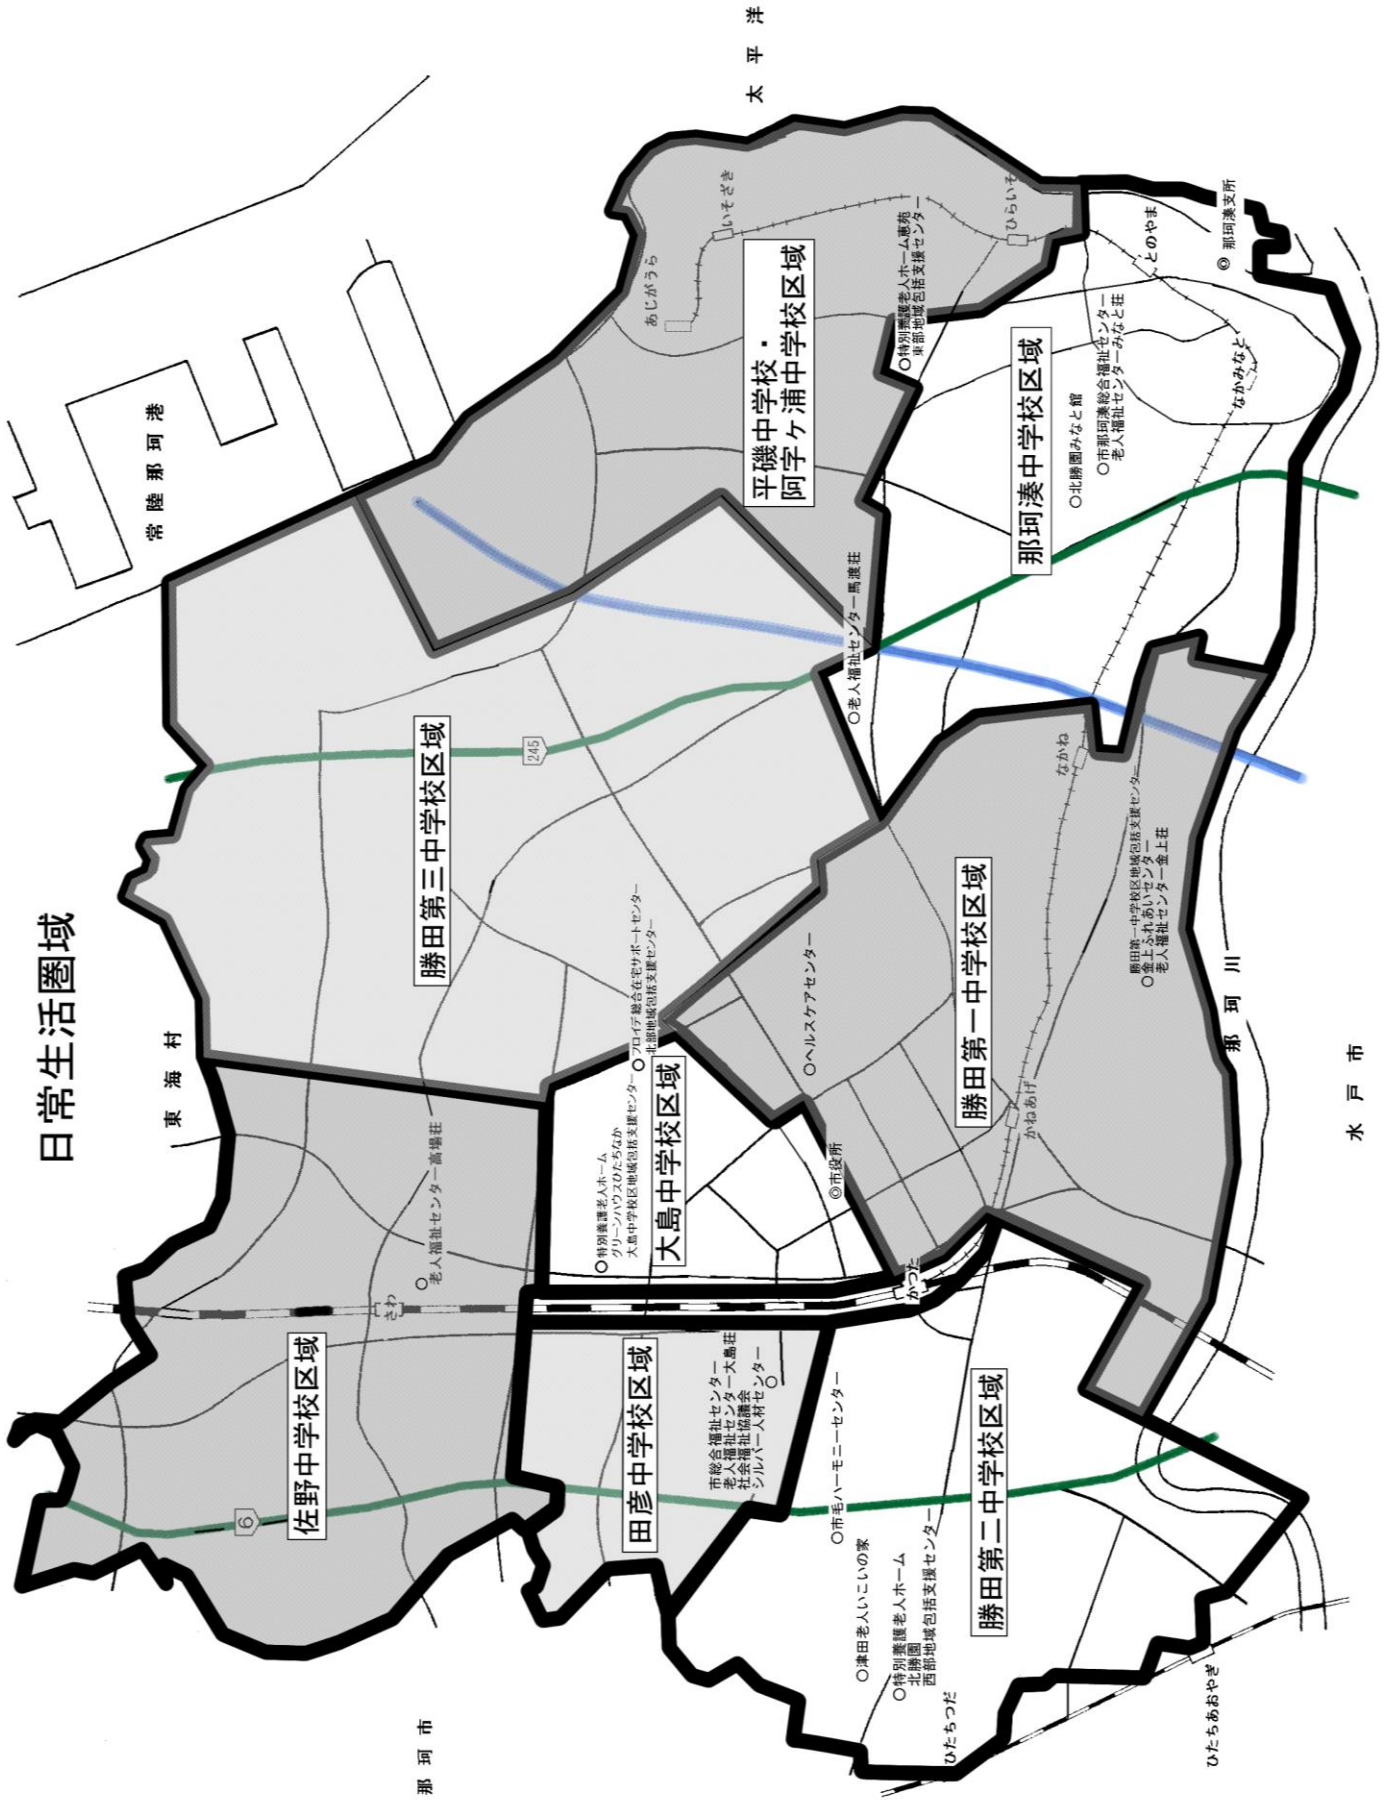 日常生活圏域
東海村
常陸那珂港
太平洋
那珂市
水戸市
那珂川
佐野中学校区域
6
さわ
○老人福祉センター高場荘
勝田第三中学校区域
245
○フロイデ総合在宅サポートセンター
北部地域包括支援センター
平磯中学校・
阿字ヶ浦中学校区域
あじがうら
いそざき
ひらいそ
○特別養護老人ホーム恵苑
東部地域包括支援センター
田彦中学校区域
市総合福祉センター
老人福祉センター大島荘
社会福祉協議会
シルバー人材センター
○
大島中学校区域
○特別養護老人ホーム
グリーンハウスひたちなか
大島中学校区地域包括支援センター
◎市役所
かつた
○ヘルスケアセンター
○老人福祉センター馬渡荘
勝田第一中学校区域
かねあげ
なかね
勝田第一中学校区地域包括支援センター
○金上ふれあいセンター
老人福祉センター金上荘
那珂湊中学校区域
○北勝園みなと館
○市那珂湊総合福祉センター
老人福祉センターみなと荘
とのやま
◎ 那珂湊支所
なかみなと
勝田第二中学校区域
○市毛ハーモニーセンター
○津田老人いこいの家
○特別養護老人ホーム
北勝園
西部地域包括支援センター
ひたちつだ
ひたちあおやぎ